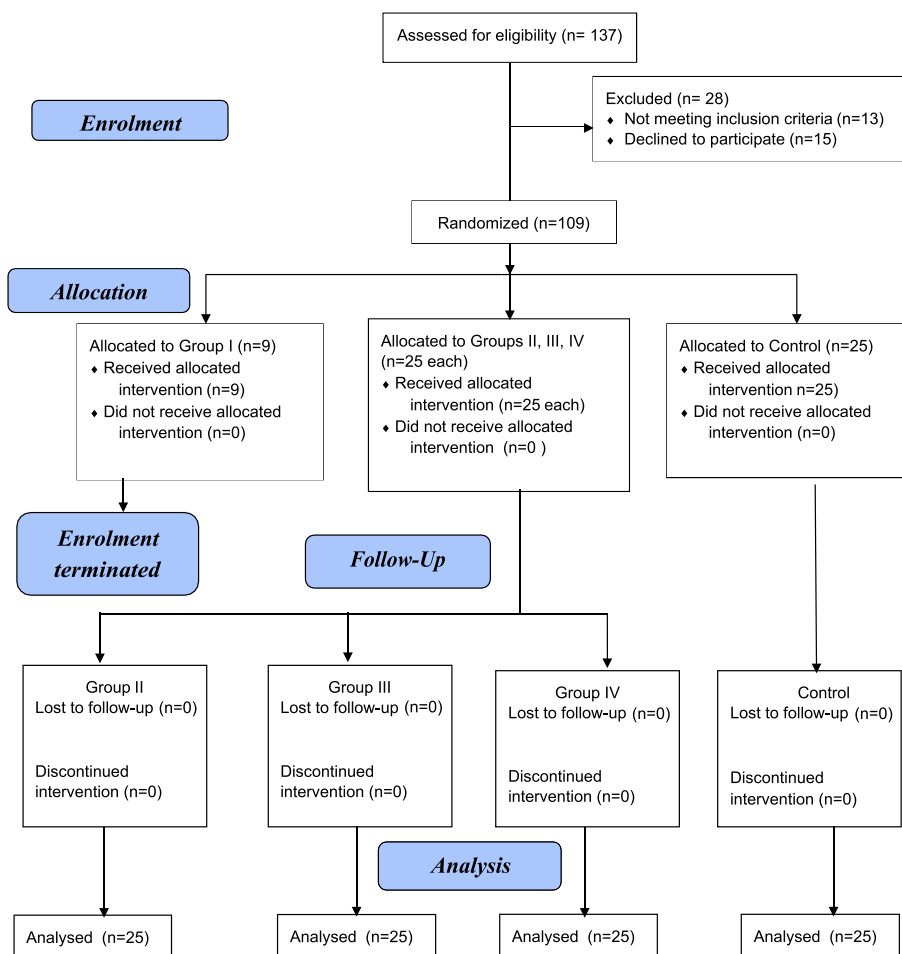 Assessed for eligibility (n= 137)
Enrolment
Excluded (n= 28)
♦ Not meeting inclusion criteria (n=13)
♦ Declined to participate (n=15)
Randomized (n=109)
Allocation
Allocated to Group I (n=9)
♦ Received allocated
intervention (n=9)
♦ Did not receive allocated
intervention (n=0)
Allocated to Groups II, III, IV
(n=25 each)
♦ Received allocated
intervention (n=25 each)
♦ Did not receive allocated
intervention (n=0 )
Allocated to Control (n=25)
♦ Received allocated
intervention n=25)
♦ Did not receive allocated
intervention (n=0)
Enrolment
terminated
Follow-Up
Group II
Lost to follow-up (n=0)
Discontinued
intervention (n=0)
Group III
Lost to follow-up (n=0)
Discontinued
intervention (n=0)
Group IV
Lost to follow-up (n=0)
Discontinued
intervention (n=0)
Control
Lost to follow-up (n=0)
Discontinued
intervention (n=0)
Analysis
Analysed (n=25)
Analysed (n=25)
Analysed (n=25)
Analysed (n=25)